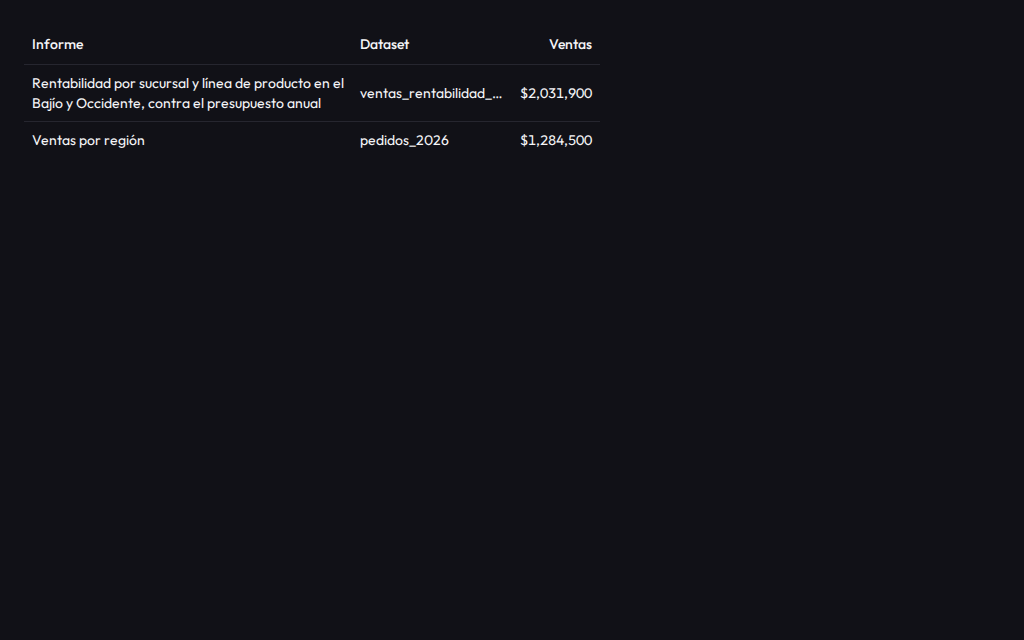 Informe Dataset Ventas
Rentabilidad por sucursal y línea de producto en el
Bajío y Occidente, contra el presupuesto anual
ventas_rentabilidad_… $2,031,900
Ventas por región pedidos_2026 $1,284,500